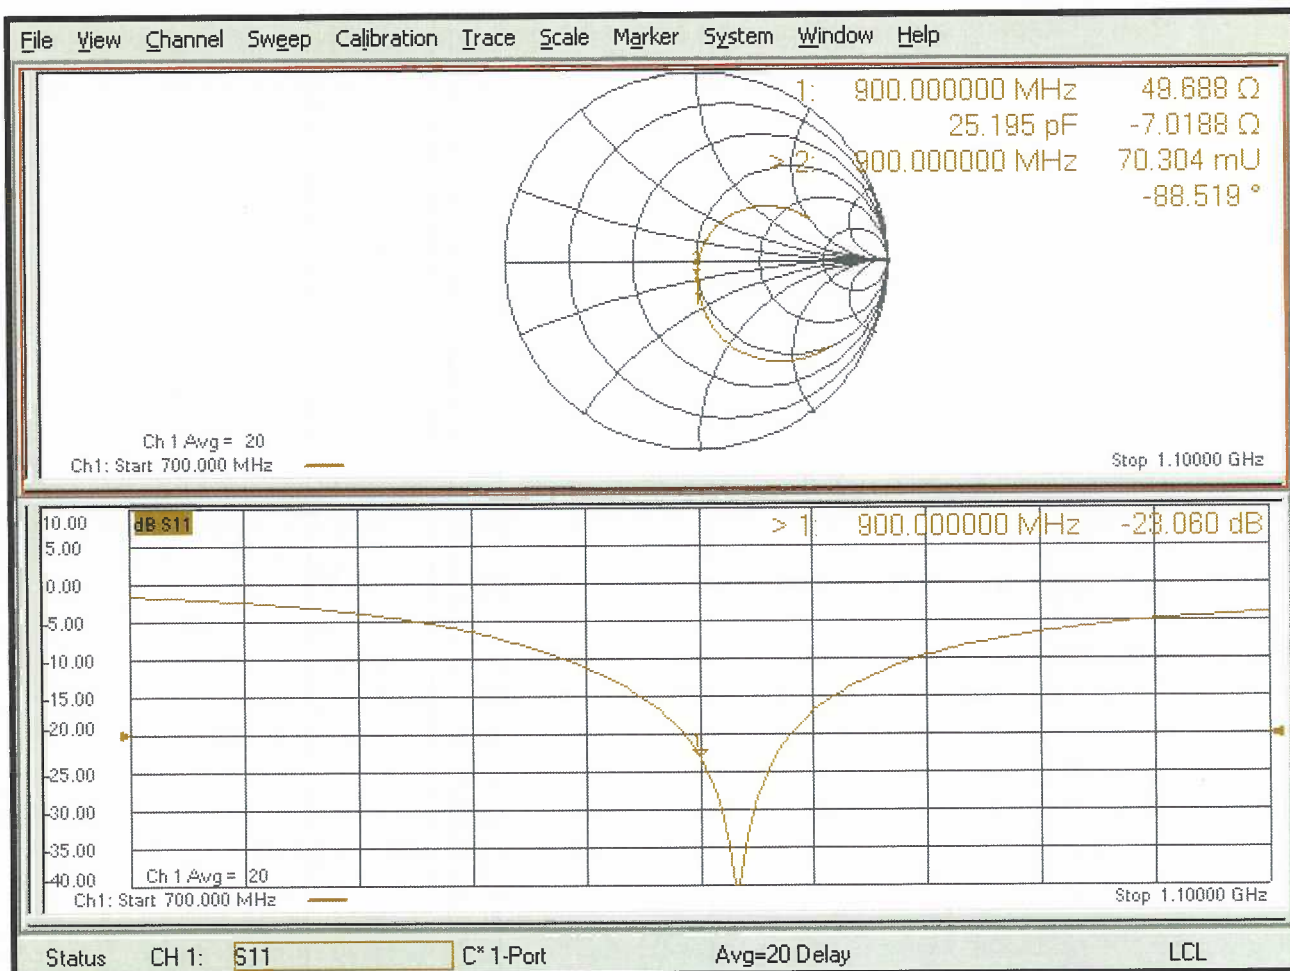 File View Channel Sweep Calibration Trace Scale Marker System Window Help
1: 900.000000 MHz 49.688 Ω
25.195 pF -7.0188 Ω
> 2: 900.000000 MHz 70.304 mU
-88.519 °
Ch 1 Avg = 20
Ch1: Start 700.000 MHz
Stop 1.10000 GHz
10.00
dB S11
> 1: 900.000000 MHz -23.060 dB
5.00
0.00
-5.00
-10.00
-15.00
-20.00
-25.00
-30.00
-35.00
-40.00
1
Ch 1 Avg = 20
Ch1: Start 700.000 MHz
Stop 1.10000 GHz
Status CH 1: S11 C* 1-Port Avg=20 Delay LCL